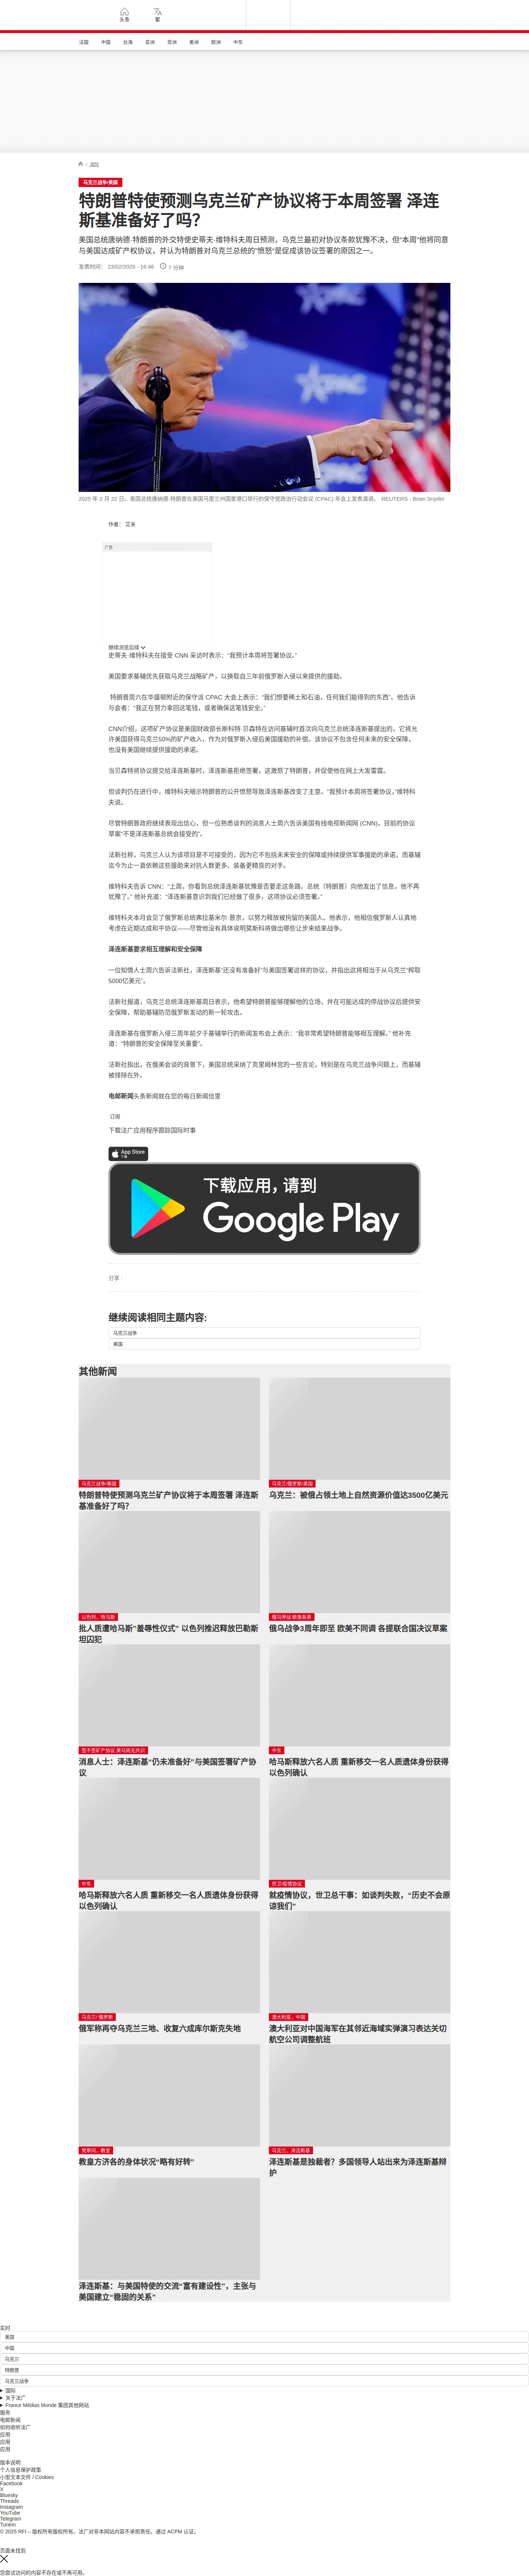 头条
繁
法国 中国 台海 亚洲 非洲 美洲 欧洲 中东
/ 国际
乌克兰战争/美国
特朗普特使预测乌克兰矿产协议将于本周签署 泽连
斯基准备好了吗？
美国总统唐纳德·特朗普的外交特使史蒂夫·维特科夫周日预测，乌克兰最初对协议条款犹豫不决，但“本周”他将同意
与美国达成矿产权协议，并认为特朗普对乌克兰总统的“愤怒”是促成该协议签署的原因之一。
发表时间： 23/02/2025 - 16:46 7 分钟
2025 年 2 月 22 日，美国总统唐纳德·特朗普在美国马里兰州国家港口举行的保守党政治行动会议 (CPAC) 年会上发表演讲。 REUTERS - Brian Snyder
作者： 艾米
广告
继续浏览后续
史蒂夫·维特科夫在接受 CNN 采访时表示：“我预计本周将签署协议。”
美国要求基辅优先获取乌克兰战略矿产，以换取自三年前俄罗斯入侵以来提供的援助。
特朗普周六在华盛顿附近的保守派 CPAC 大会上表示：“我们想要稀土和石油，任何我们能得到的东西”。他告诉
与会者：“我正在努力拿回这笔钱，或者确保这笔钱安全。”
CNN介绍，这项矿产协议是美国财政部长斯科特·贝森特在访问基辅时首次向乌克兰总统泽连斯基提出的，它将允
许美国获得乌克兰50%的矿产收入，作为对俄罗斯入侵后美国援助的补偿。该协议不包含任何未来的安全保障，
也没有美国继续提供援助的承诺。
当贝森特将协议提交给泽连斯基时，泽连斯基拒绝签署，这激怒了特朗普，并促使他在网上大发雷霆。
但谈判仍在进行中，维特科夫暗示特朗普的公开愤怒导致泽连斯基改变了主意。“我预计本周将签署协议，”维特科
夫说。
尽管特朗普政府继续表现出信心，但一位熟悉谈判的消息人士周六告诉美国有线电视新闻网 (CNN)，目前的协议
草案“不是泽连斯基总统会接受的”。
法新社称，乌克兰人认为该项目是不可接受的，因为它不包括未来安全的保障或持续提供军事援助的承诺，而基辅
迄今为止一直依赖这些援助来对抗人数更多、装备更精良的对手。
维特科夫告诉 CNN：“上周，你看到总统泽连斯基犹豫是否要走这条路。总统（特朗普）向他发出了信息，他不再
犹豫了。” 他补充道：“泽连斯基意识到我们已经做了很多，这项协议必须签署。”
维特科夫本月会见了俄罗斯总统弗拉基米尔·普京，以努力释放被拘留的美国人。他表示，他相信俄罗斯人认真地
考虑在近期达成和平协议——尽管他没有具体说明莫斯科将做出哪些让步来结束战争。
泽连斯基要求相互理解和安全保障
一位知情人士周六告诉法新社，泽连斯基“还没有准备好”与美国签署这样的协议，并指出这将相当于从乌克兰“榨取
5000亿美元”。
法新社报道，乌克兰总统泽连斯基周日表示，他希望特朗普能够理解他的立场，并在可能达成的停战协议后提供安
全保障，帮助基辅防范俄罗斯发动的新一轮攻击。
泽连斯基在俄罗斯入侵三周年前夕于基辅举行的新闻发布会上表示：“我非常希望特朗普能够相互理解。” 他补充
道：“特朗普的安全保障至关重要”。
法新社指出，在俄美会谈的背景下，美国总统采纳了克里姆林宫的一些言论，特别是在乌克兰战争问题上，而基辅
被排除在外。
电邮新闻头条新闻就在您的每日新闻信里
订阅
下载法广应用程序跟踪国际时事
App Store
下载
下载应用，请到
Google Play
分享 :
继续阅读相同主题内容:
乌克兰战争
美国
其他新闻
乌克兰战争/美国
特朗普特使预测乌克兰矿产协议将于本周签署 泽连斯
基准备好了吗？
乌克兰/俄罗斯/美国
乌克兰：被俄占领土地上自然资源价值达3500亿美元
以色列、哈马斯
批人质遭哈马斯“羞辱性仪式” 以色列推迟释放巴勒斯
坦囚犯
俄乌停战 欧美各表
俄乌战争3周年即至 欧美不同调 各提联合国决议草案
签不签矿产协议 美乌尚无共识
消息人士：泽连斯基“仍未准备好”与美国签署矿产协
议
中东
哈马斯释放六名人质 重新移交一名人质遗体身份获得
以色列确认
中东
哈马斯释放六名人质 重新移交一名人质遗体身份获得
以色列确认
世卫/疫情协议
就疫情协议，世卫总干事：如谈判失败，“历史不会原
谅我们”
乌克兰/ 俄罗斯
俄军称再夺乌克兰三地、收复六成库尔斯克失地
澳大利亚、中国
澳大利亚对中国海军在其邻近海域实弹演习表达关切
航空公司调整航班
梵蒂冈、教皇
教皇方济各的身体状况“略有好转”
乌克兰、泽连斯基
泽连斯基是独裁者？多国领导人站出来为泽连斯基辩
护
泽连斯基：与美国特使的交流“富有建设性”，主张与
美国建立“稳固的关系”
实时
美国
中国
乌克兰
特朗普
乌克兰战争
国际
关于法广
France Médias Monde 集团其他网站
服务
电邮新闻
如何收听法广
应用
应用
应用
版本说明
个人信息保护政策
小型文本文件 / Cookies
Facebook
X
Bluesky
Threads
Instagram
YouTube
Telegram
TuneIn
© 2025 RFI – 版权所有版权所有。法广对非本网站内容不承担责任。通过 ACPM 认证。
页面未找到
您尝试访问的内容不存在或不再可用。